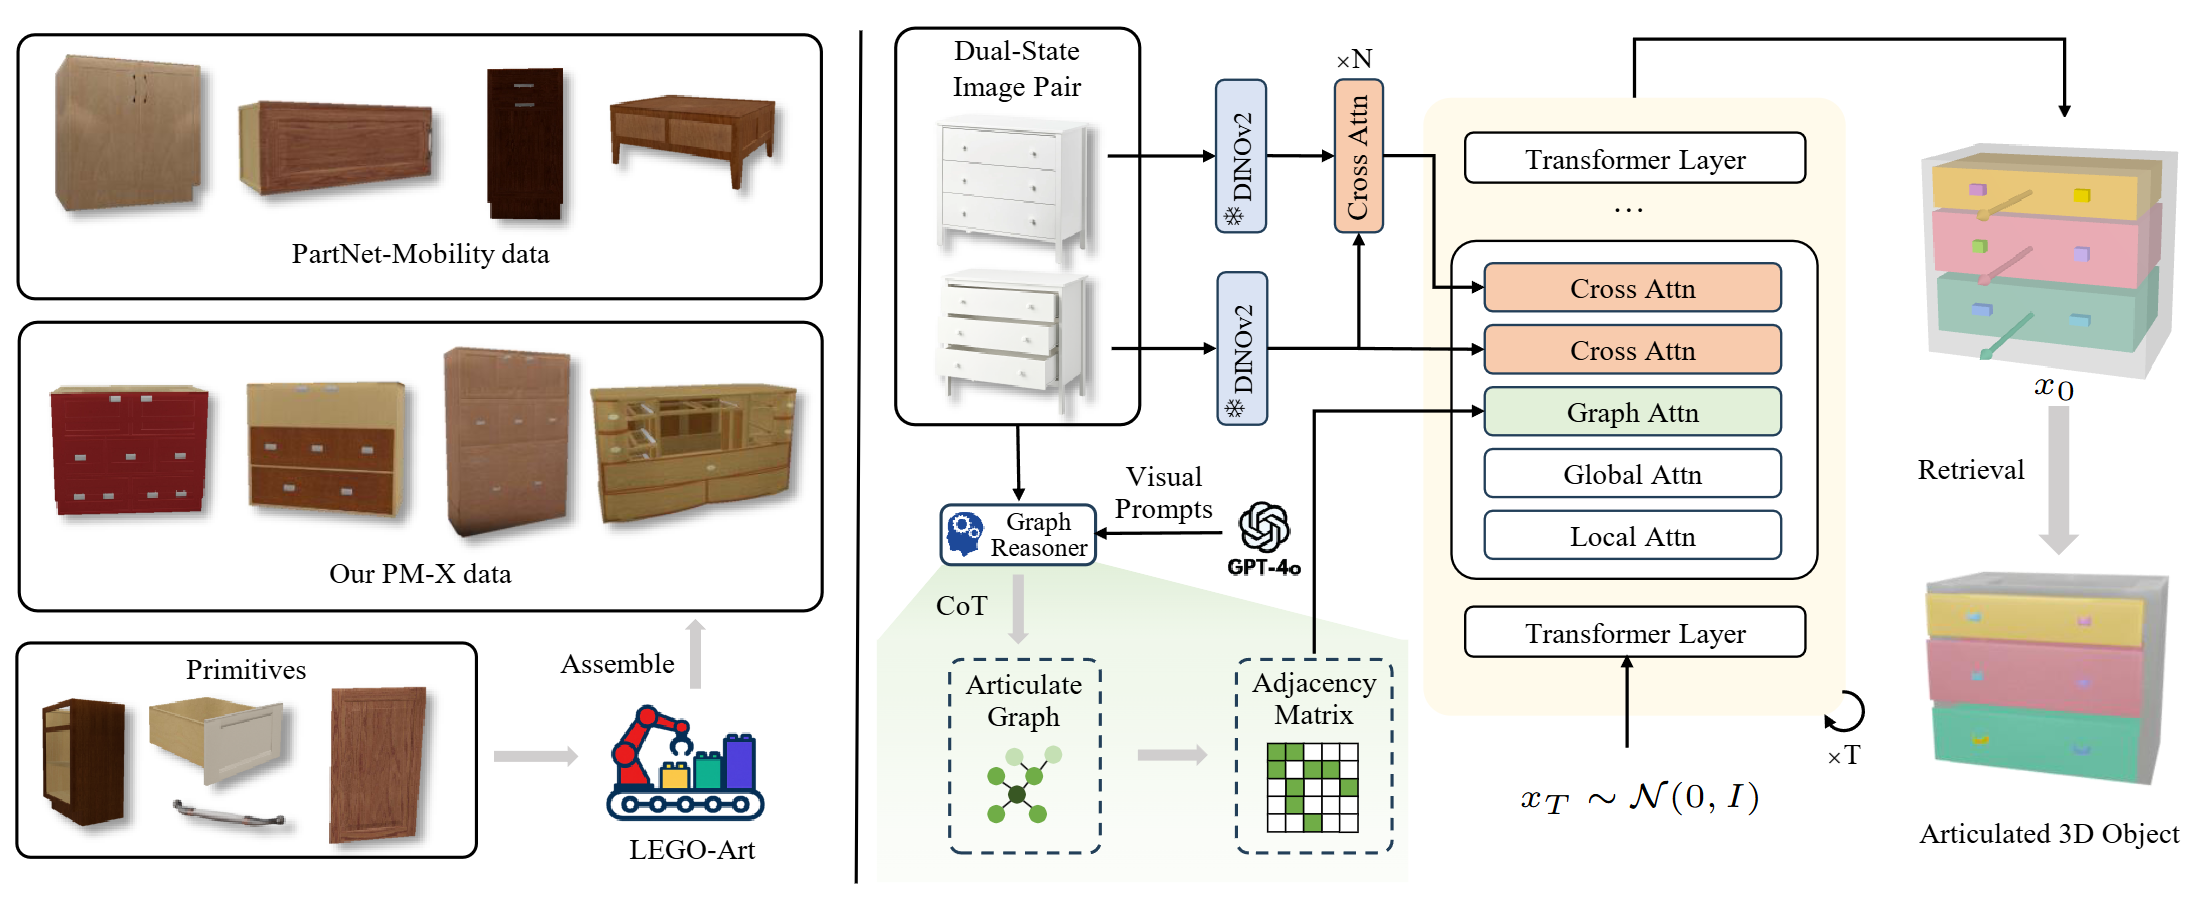 PartNet-Mobility data
Our PM-X data
Primitives
Assemble
LEGO-Art
Dual-State
Image Pair
DINOv2
DINOv2
×N
Cross Attn
Graph
Reasoner
Visual
Prompts
GPT-4o
CoT
Articulate
Graph
Adjacency
Matrix
Transformer Layer
...
Cross Attn
Cross Attn
Graph Attn
Global Attn
Local Attn
Transformer Layer
×T
x_T ∼ 𝒩(0, I)
x_0
Retrieval
Articulated 3D Object